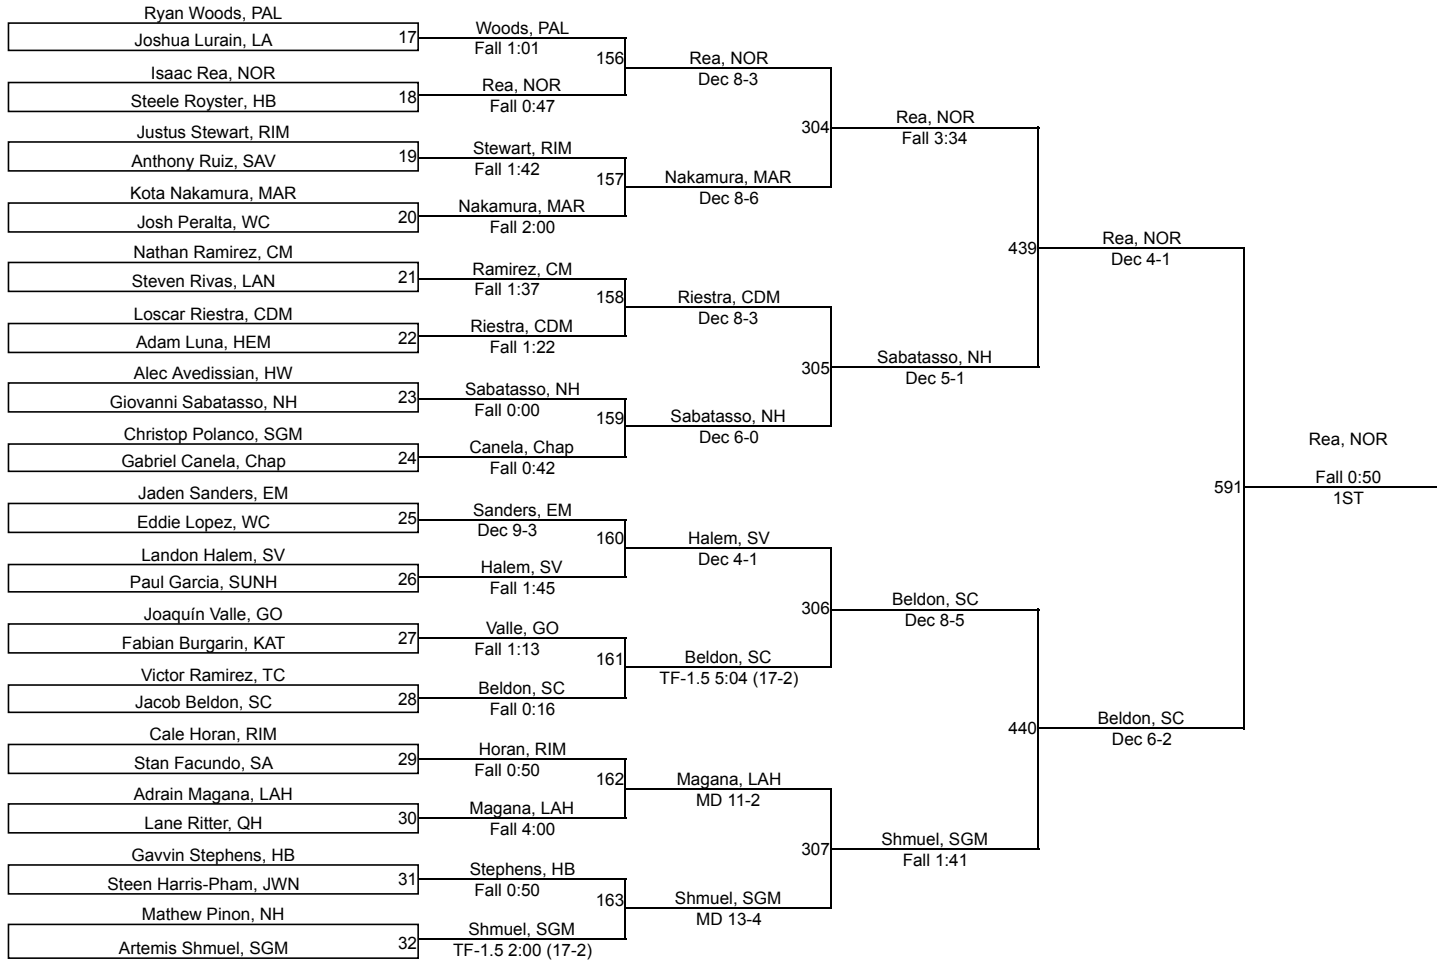 Ryan Woods, PAL
Joshua Lurain, LA
17
Isaac Rea, NOR
Steele Royster, HB
18
Justus Stewart, RIM
Anthony Ruiz, SAV
19
Kota Nakamura, MAR
Josh Peralta, WC
20
Nathan Ramirez, CM
Steven Rivas, LAN
21
Loscar Riestra, CDM
Adam Luna, HEM
22
Alec Avedissian, HW
Giovanni Sabatasso, NH
23
Christop Polanco, SGM
Gabriel Canela, Chap
24
Jaden Sanders, EM
Eddie Lopez, WC
25
Landon Halem, SV
Paul Garcia, SUNH
26
Joaquín Valle, GO
Fabian Burgarin, KAT
27
Victor Ramirez, TC
Jacob Beldon, SC
28
Cale Horan, RIM
Stan Facundo, SA
29
Adrain Magana, LAH
Lane Ritter, QH
30
Gavvin Stephens, HB
Steen Harris-Pham, JWN
31
Mathew Pinon, NH
Artemis Shmuel, SGM
32
Woods, PAL
Fall 1:01
156
Rea, NOR
Fall 0:47
Stewart, RIM
Fall 1:42
157
Nakamura, MAR
Fall 2:00
Ramirez, CM
Fall 1:37
158
Riestra, CDM
Fall 1:22
Sabatasso, NH
Fall 0:00
159
Canela, Chap
Fall 0:42
Sanders, EM
Dec 9-3
160
Halem, SV
Fall 1:45
Valle, GO
Fall 1:13
161
Beldon, SC
Fall 0:16
Horan, RIM
Fall 0:50
162
Magana, LAH
Fall 4:00
Stephens, HB
Fall 0:50
163
Shmuel, SGM
TF-1.5 2:00 (17-2)
Rea, NOR
Dec 8-3
304
Nakamura, MAR
Dec 8-6
Riestra, CDM
Dec 8-3
305
Sabatasso, NH
Dec 6-0
Halem, SV
Dec 4-1
306
Beldon, SC
TF-1.5 5:04 (17-2)
Magana, LAH
MD 11-2
307
Shmuel, SGM
MD 13-4
Rea, NOR
Fall 3:34
439
Sabatasso, NH
Dec 5-1
Beldon, SC
Dec 8-5
440
Shmuel, SGM
Fall 1:41
Rea, NOR
Dec 4-1
591
Beldon, SC
Dec 6-2
Rea, NOR
Fall 0:50
1ST